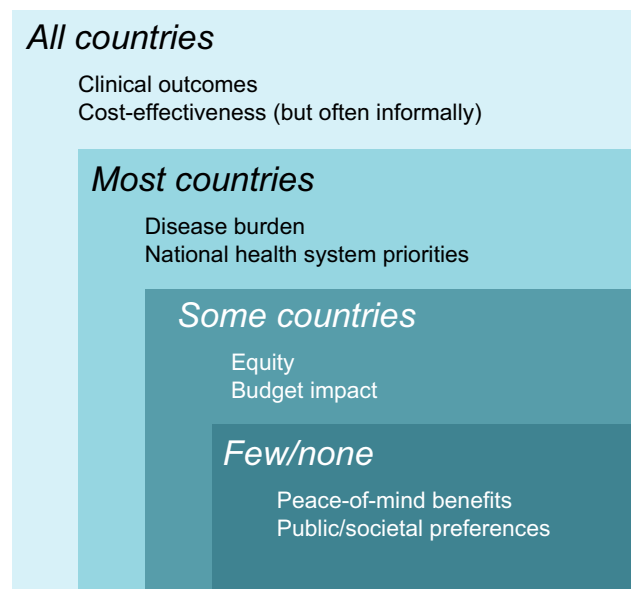 All countries
Clinical outcomes
Cost-effectiveness (but often informally)
Most countries
Disease burden
National health system priorities
Some countries
Equity
Budget impact
Few/none
Peace-of-mind benefits
Public/societal preferences